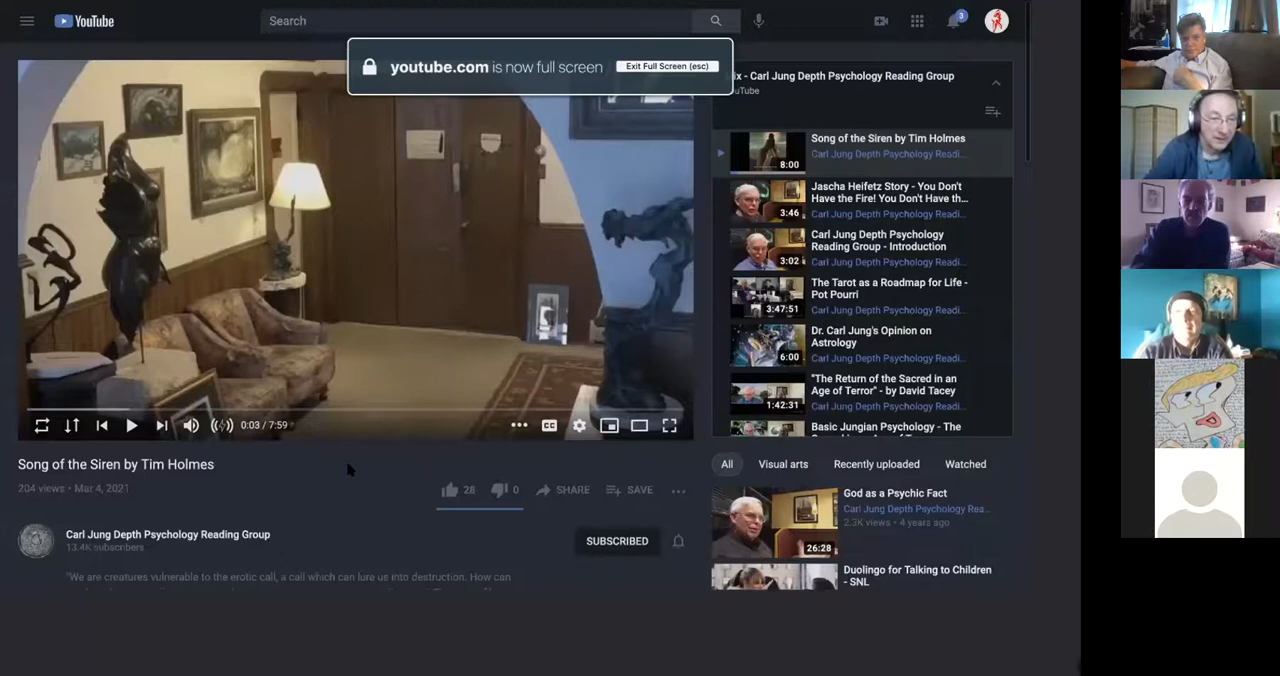 YouTube
Search
3
youtube.com is now full screen
Exit Full Screen (esc)
0:03 / 7:59
CC
Song of the Siren by Tim Holmes
204 views • Mar 4, 2021
28
0
SHARE
SAVE
Carl Jung Depth Psychology Reading Group
13.4K subscribers
SUBSCRIBED
"We are creatures vulnerable to the erotic call, a call which can lure us into destruction. How can
ix - Carl Jung Depth Psychology Reading Group
uTube
Song of the Siren by Tim Holmes
Carl Jung Depth Psychology Readi...
8:00
Jascha Heifetz Story - You Don't
Have the Fire! You Don't Have th...
Carl Jung Depth Psychology Readi...
3:46
Carl Jung Depth Psychology
Reading Group - Introduction
Carl Jung Depth Psychology Readi...
3:02
The Tarot as a Roadmap for Life -
Pot Pourri
Carl Jung Depth Psychology Readi...
3:47:51
Dr. Carl Jung's Opinion on
Astrology
Carl Jung Depth Psychology Readi...
6:00
"The Return of the Sacred in an
Age of Terror" - by David Tacey
Carl Jung Depth Psychology Readi...
1:42:31
Basic Jungian Psychology - The
All
Visual arts
Recently uploaded
Watched
God as a Psychic Fact
Carl Jung Depth Psychology Rea...
2.3K views • 4 years ago
26:28
Duolingo for Talking to Children
- SNL